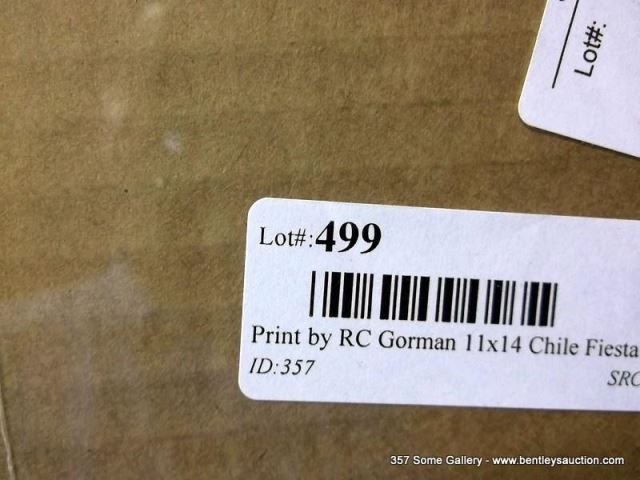 Lot#:
Lot#:499
Print by RC Gorman 11x14 Chile Fiesta
ID:357
SRC
357 Some Gallery - www.bentleysauction.com